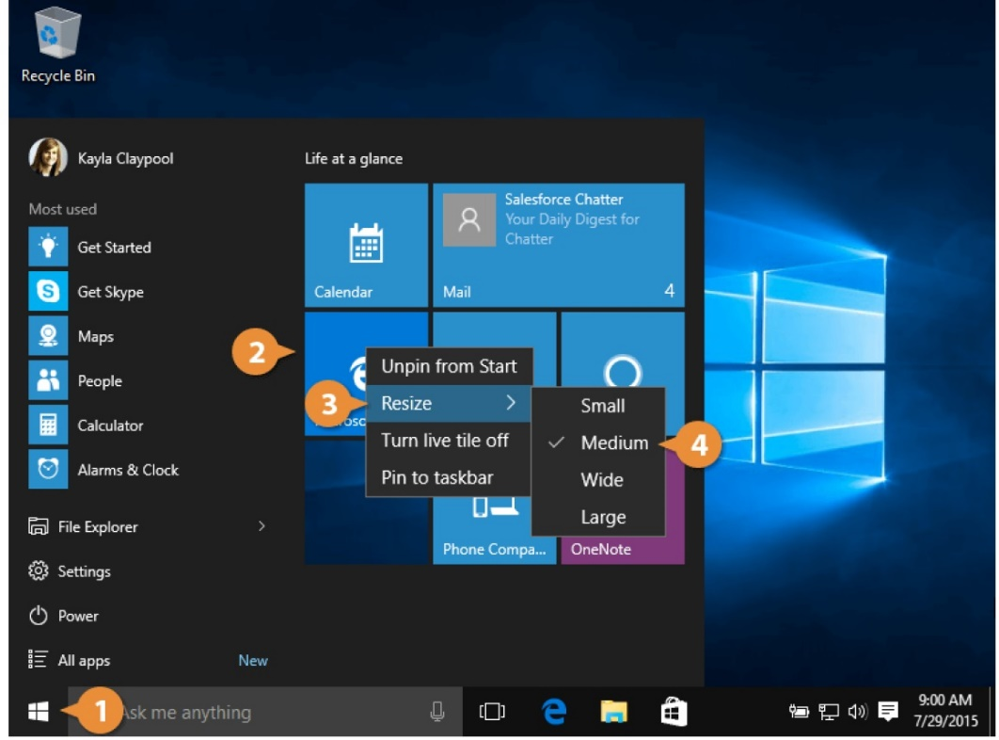 Recycle Bin
Kayla Claypool
Life at a glance
Most used
Get Started
Get Skype
Maps
People
Calculator
Alarms & Clock
File Explorer
Settings
Power
All apps
New
Calendar
Salesforce Chatter
Your Daily Digest for
Chatter
Mail
4
2
3
Unpin from Start
Resize
Turn live tile off
Pin to taskbar
Small
Medium
Wide
Large
4
Phone Compa...
OneNote
1
Ask me anything
9:00 AM
7/29/2015